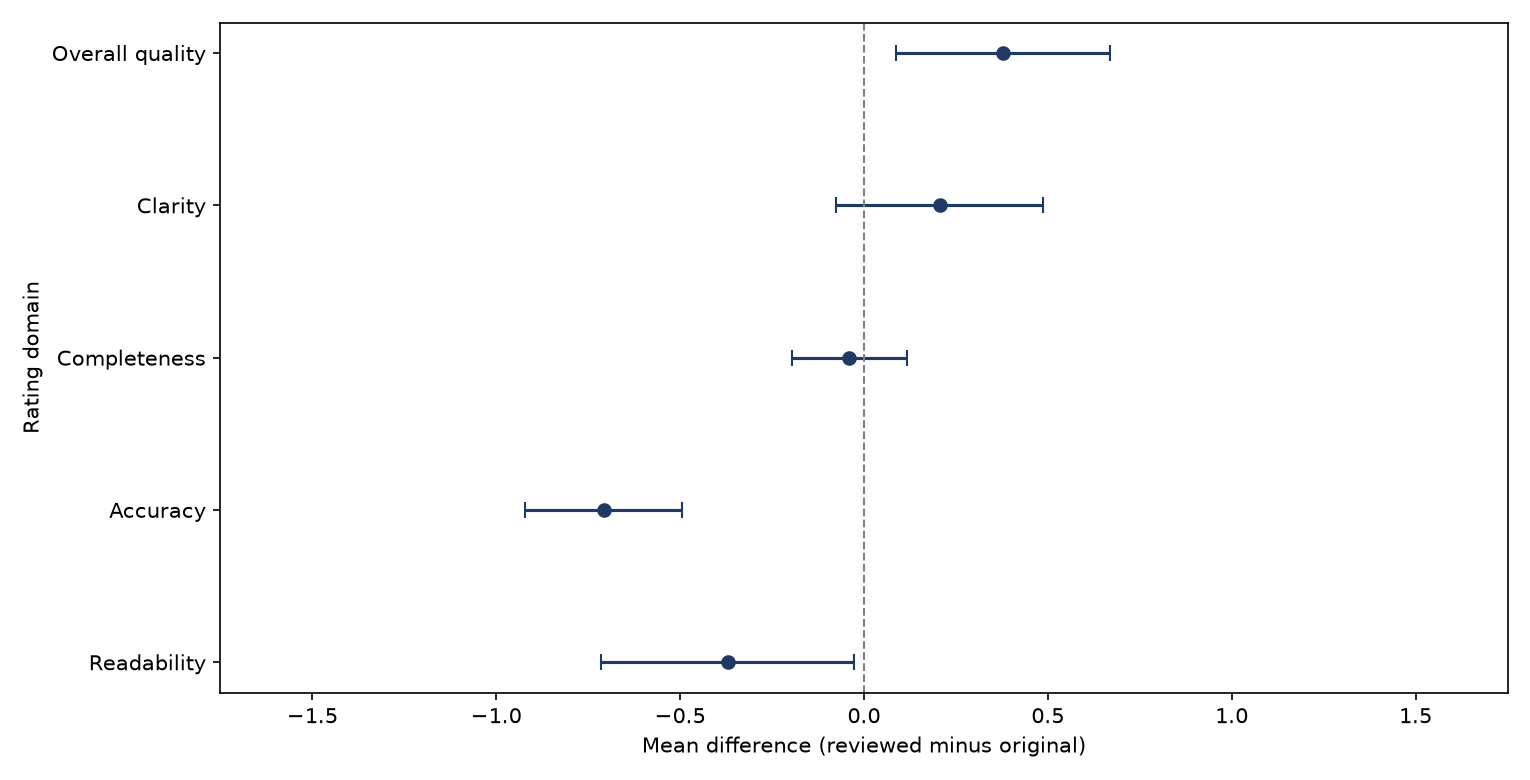 Overall quality
Clarity
Completeness
Accuracy
Readability
Rating domain
−1.5 −1.0 −0.5 0.0 0.5 1.0 1.5
Mean difference (reviewed minus original)